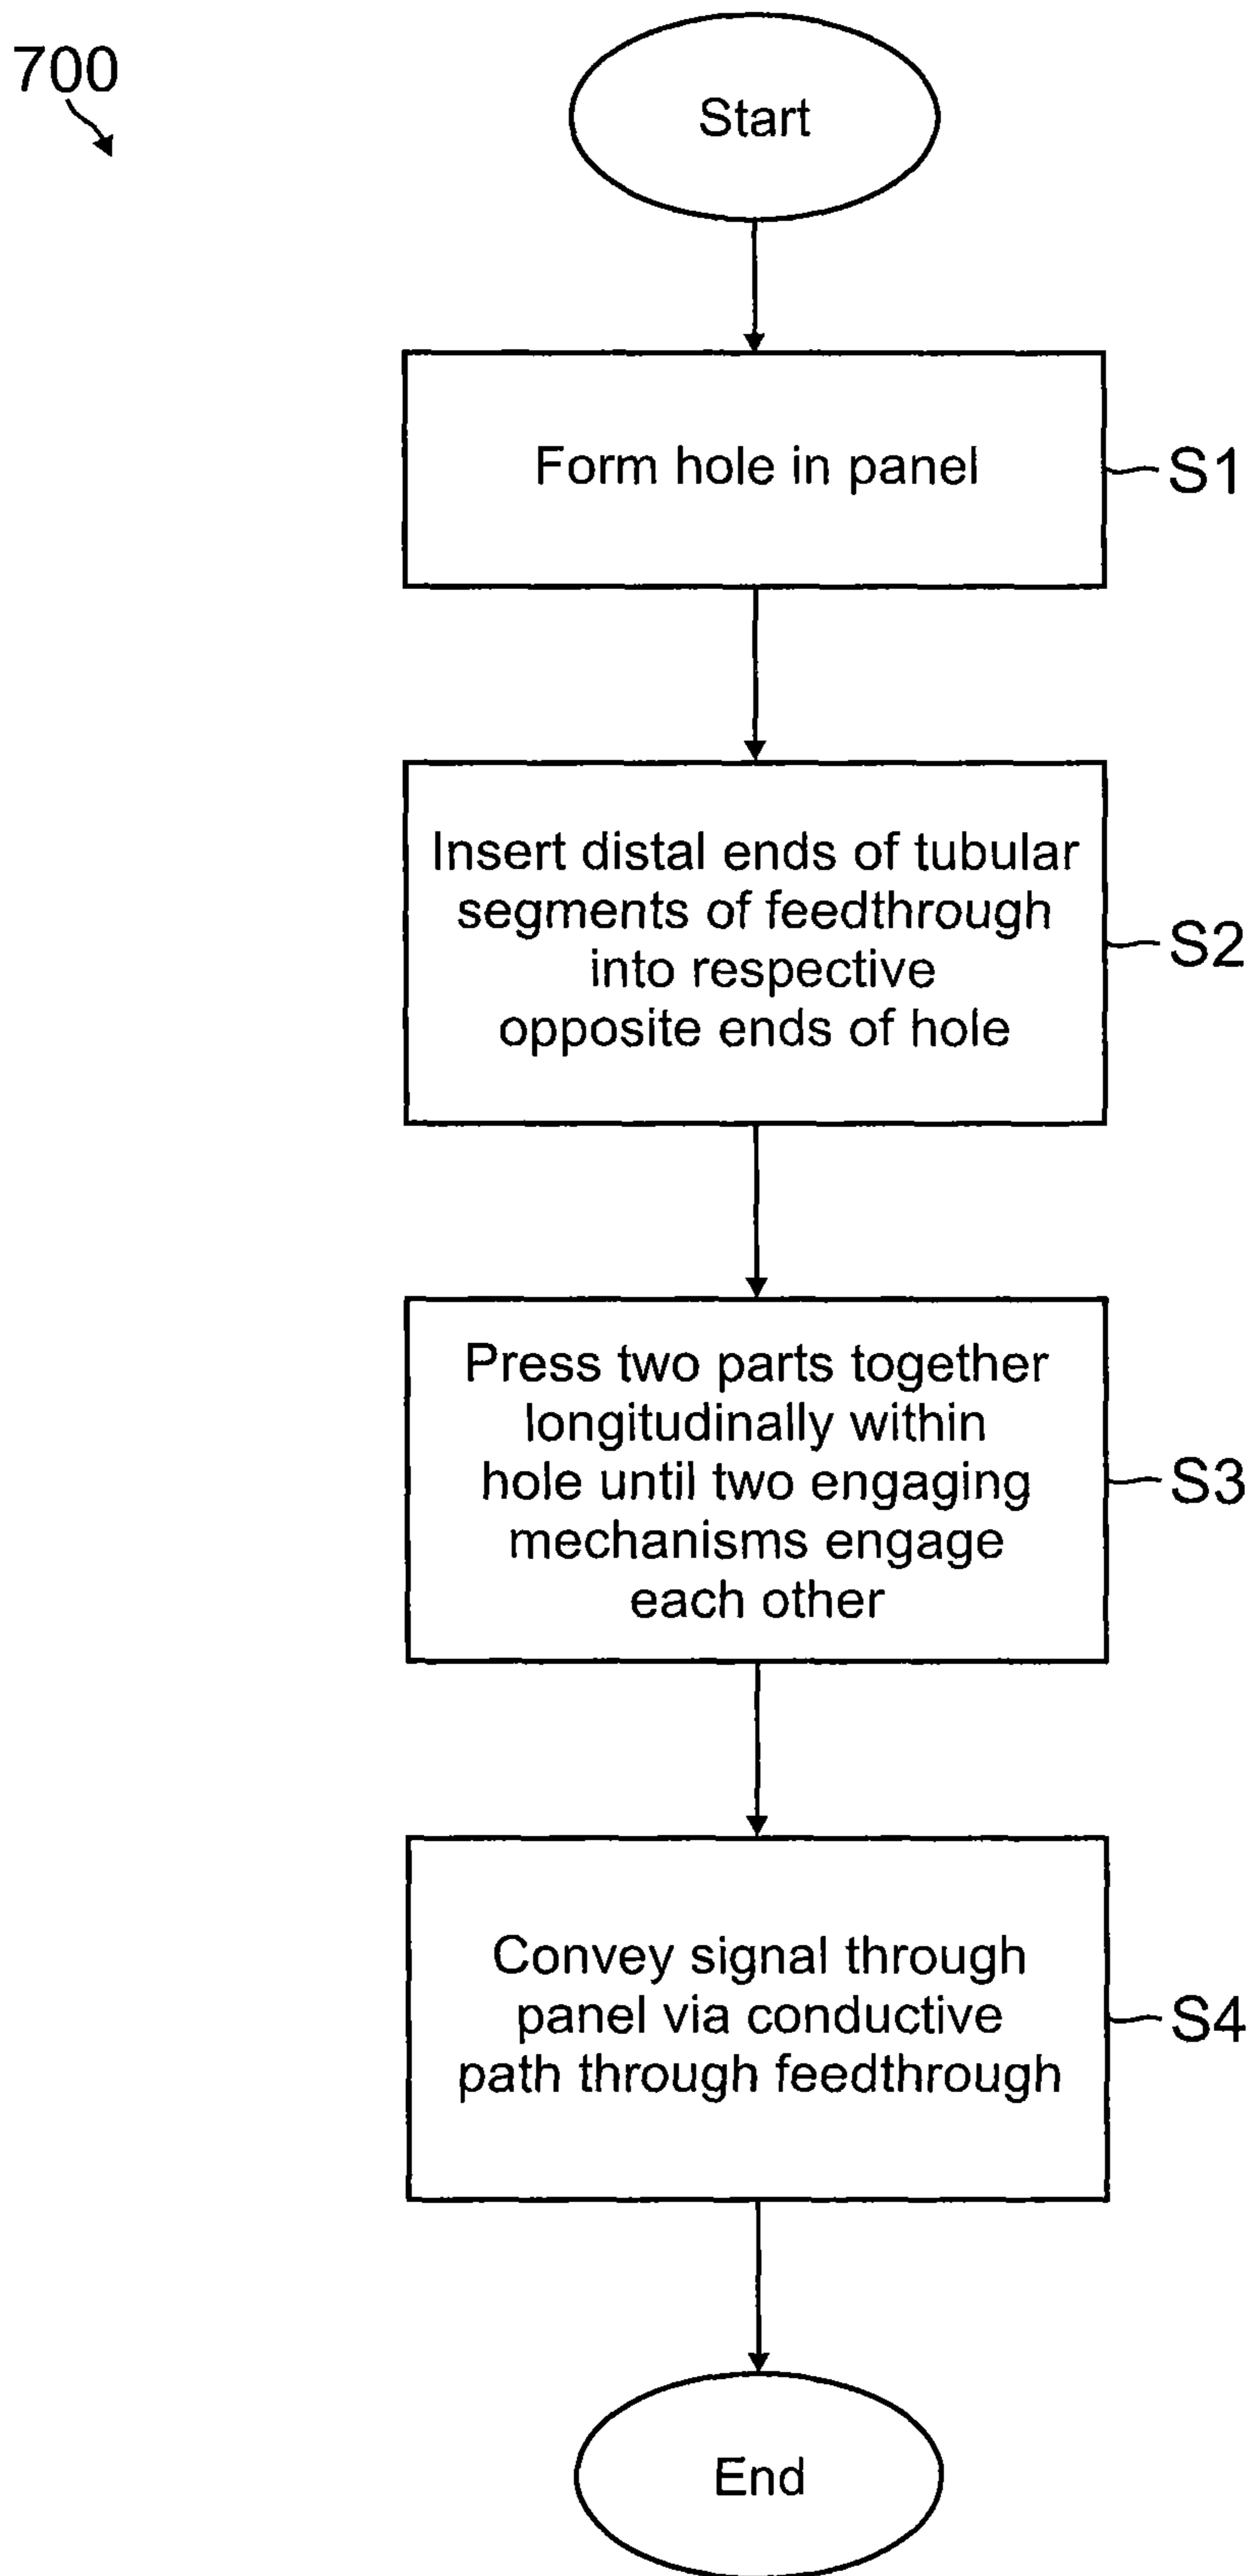 700
Start
Form hole in panel
S1
Insert distal ends of tubular
segments of feedthrough
into respective
opposite ends of hole
S2
Press two parts together
longitudinally within
hole until two engaging
mechanisms engage
each other
S3
Convey signal through
panel via conductive
path through feedthrough
S4
End